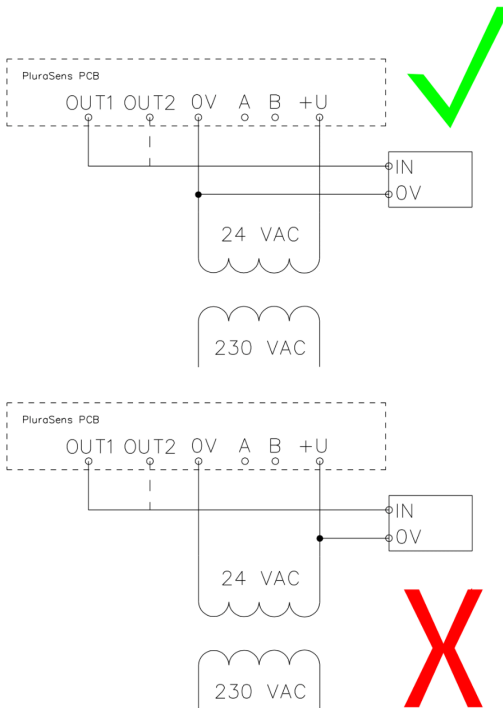 PluraSens PCB
OUT1 OUT2 0V A B +U
IN
0V
24 VAC
230 VAC
PluraSens PCB
OUT1 OUT2 0V A B +U
IN
0V
24 VAC
230 VAC